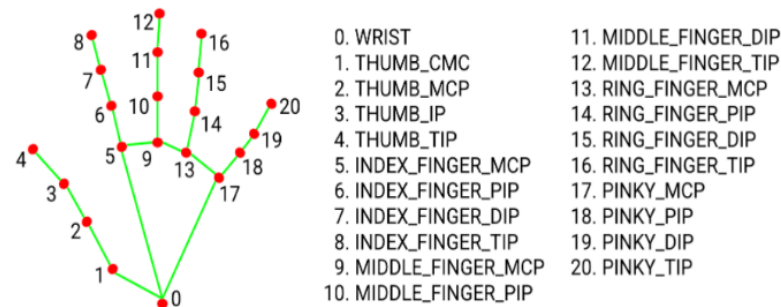 0. WRIST
1. THUMB_CMC
2. THUMB_MCP
3. THUMB_IP
4. THUMB_TIP
5. INDEX_FINGER_MCP
6. INDEX_FINGER_PIP
7. INDEX_FINGER_DIP
8. INDEX_FINGER_TIP
9. MIDDLE_FINGER_MCP
10. MIDDLE_FINGER_PIP
11. MIDDLE_FINGER_DIP
12. MIDDLE_FINGER_TIP
13. RING_FINGER_MCP
14. RING_FINGER_PIP
15. RING_FINGER_DIP
16. RING_FINGER_TIP
17. PINKY_MCP
18. PINKY_PIP
19. PINKY_DIP
20. PINKY_TIP
12
8
16
11
7
15
10
6
20
14
19
4
5
9
13
18
3
17
2
1
0